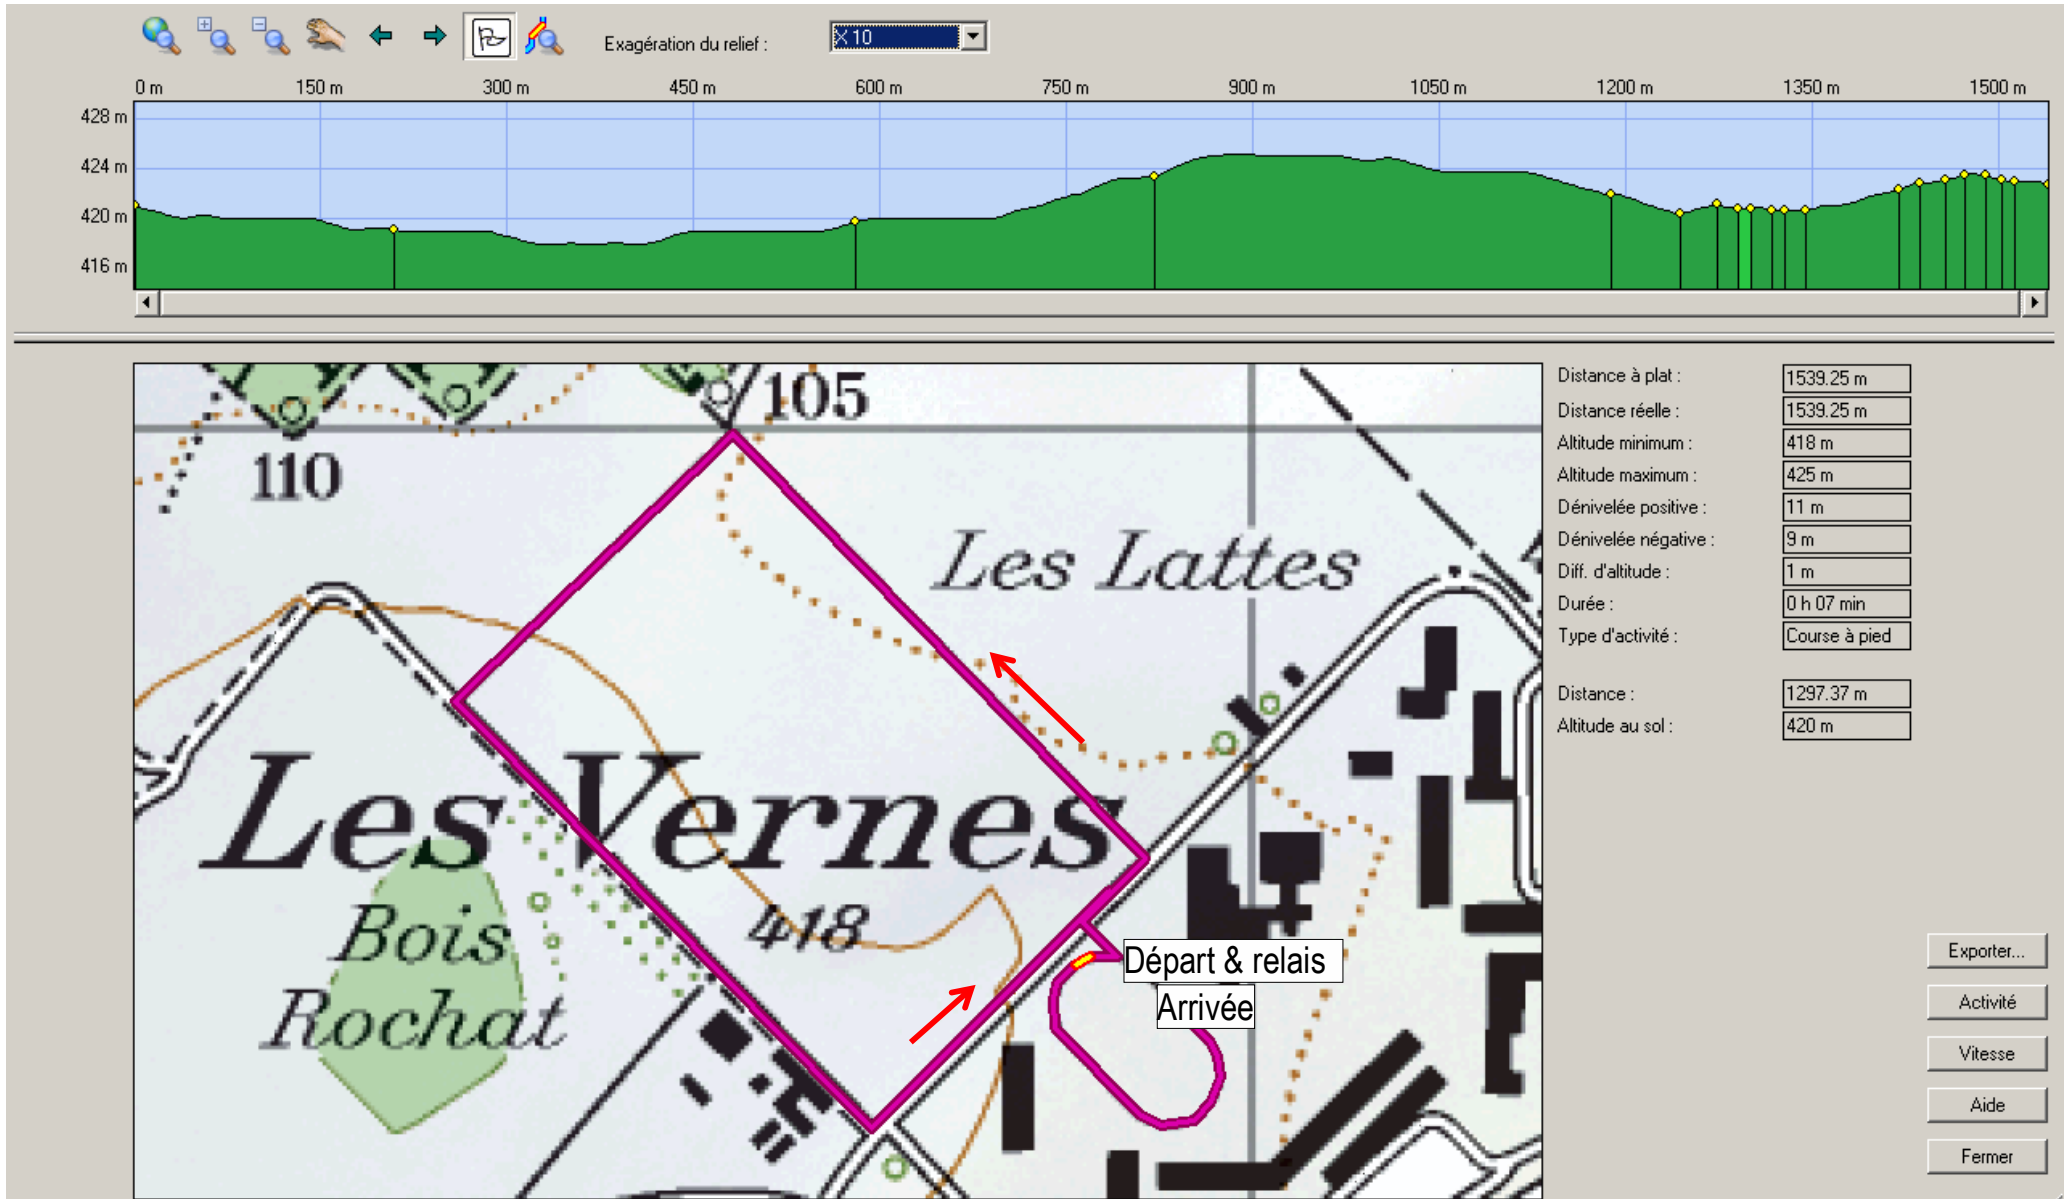 Exagération du relief :
X 10
0 m 150 m 300 m 450 m 600 m 750 m 900 m 1050 m 1200 m 1350 m 1500 m
428 m
424 m
420 m
416 m
Distance à plat : 1539.25 m
Distance réelle : 1539.25 m
Altitude minimum : 418 m
Altitude maximum : 425 m
Dénivelée positive : 11 m
Dénivelée négative : 9 m
Diff. d'altitude : 1 m
Durée : 0 h 07 min
Type d'activité : Course à pied
Distance : 1297.37 m
Altitude au sol : 420 m
105
110
Les Lattes
Les Vernes
418
Bois
Rochat
Départ & relais
Arrivée
Exporter...
Activité
Vitesse
Aide
Fermer